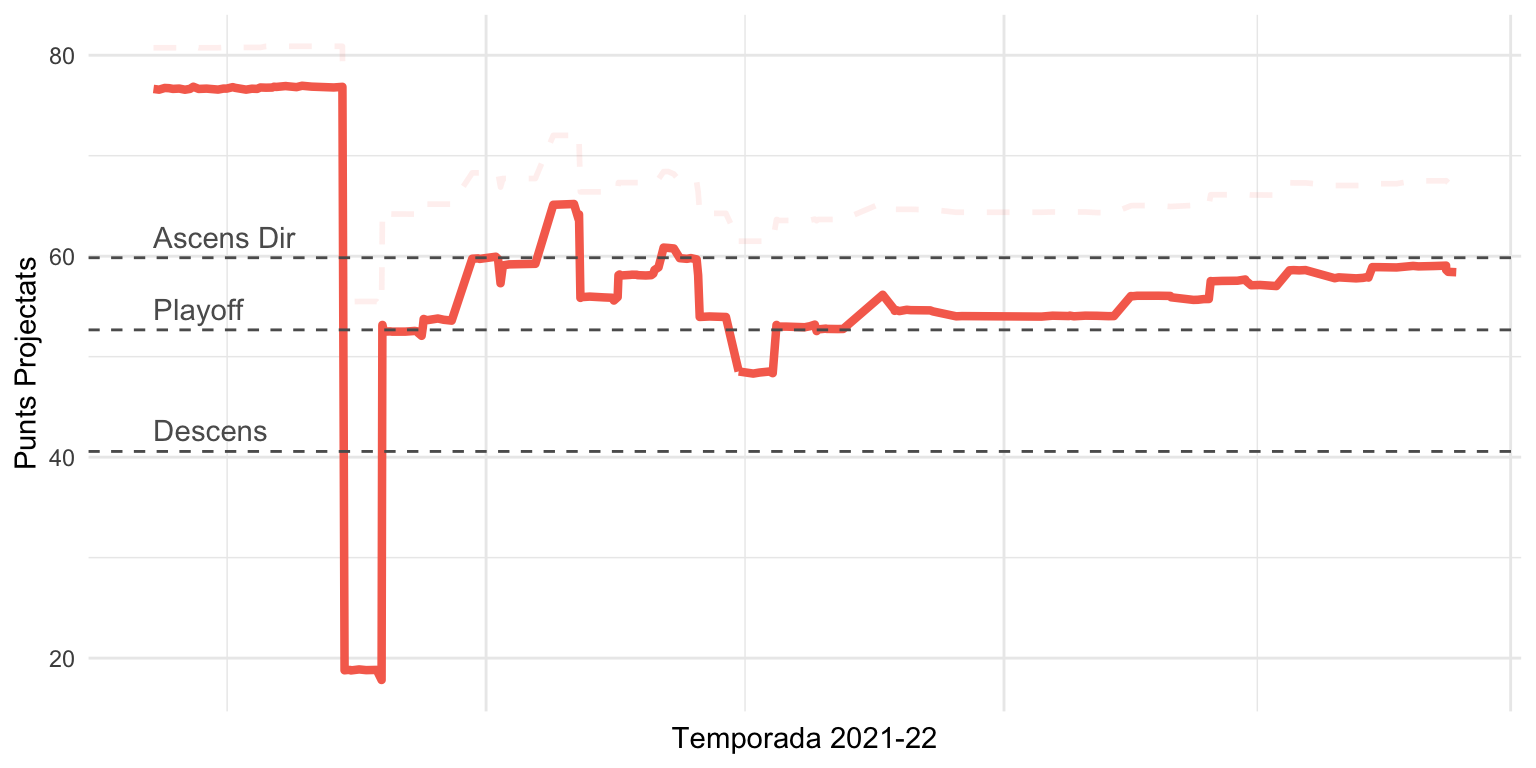 80
60
40
20
Punts Projectats
Ascens Dir
Playoff
Descens
Temporada 2021-22